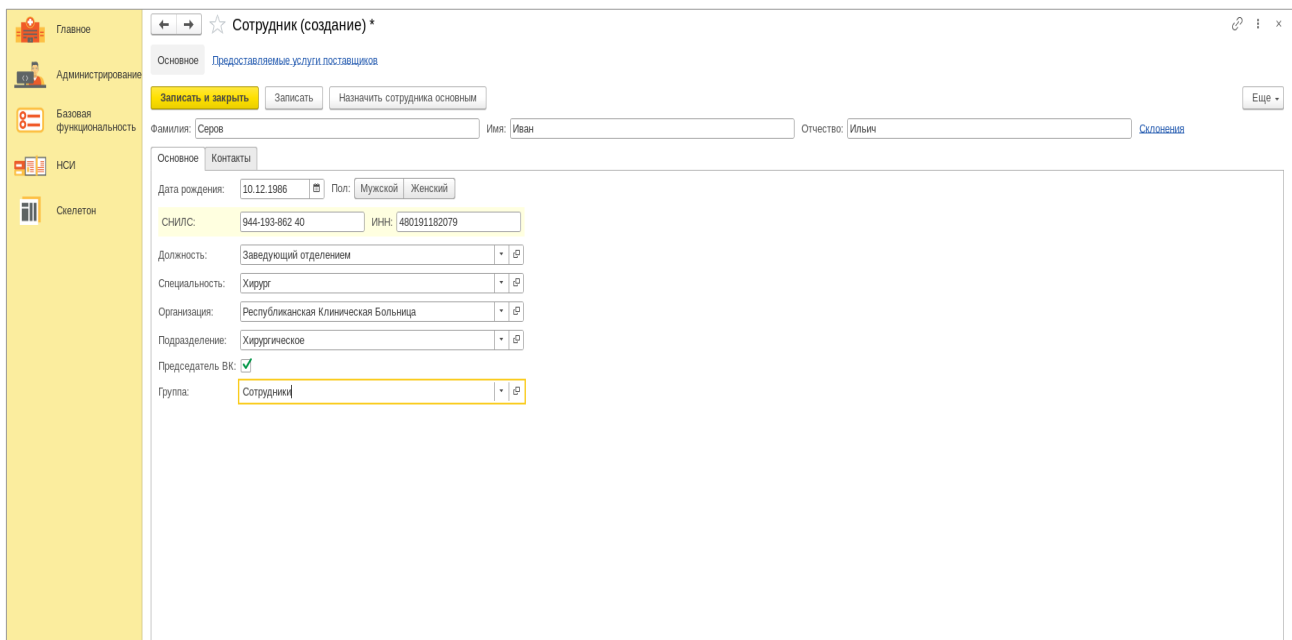 Главное
Администрирование
Базовая
функциональность
НСИ
Скелетон
Сотрудник (создание) *
Основное Предоставляемые услуги поставщиков
Записать и закрыть Записать Назначить сотрудника основным Еще
Фамилия: Серов Имя: Иван Отчество: Ильич Склонения
Основное Контакты
Дата рождения: 10.12.1986 Пол: Мужской Женский
СНИЛС: 944-193-862 40 ИНН: 480191182079
Должность: Заведующий отделением
Специальность: Хирург
Организация: Республиканская Клиническая Больница
Подразделение: Хирургическое
Председатель ВК:
Группа: Сотрудники